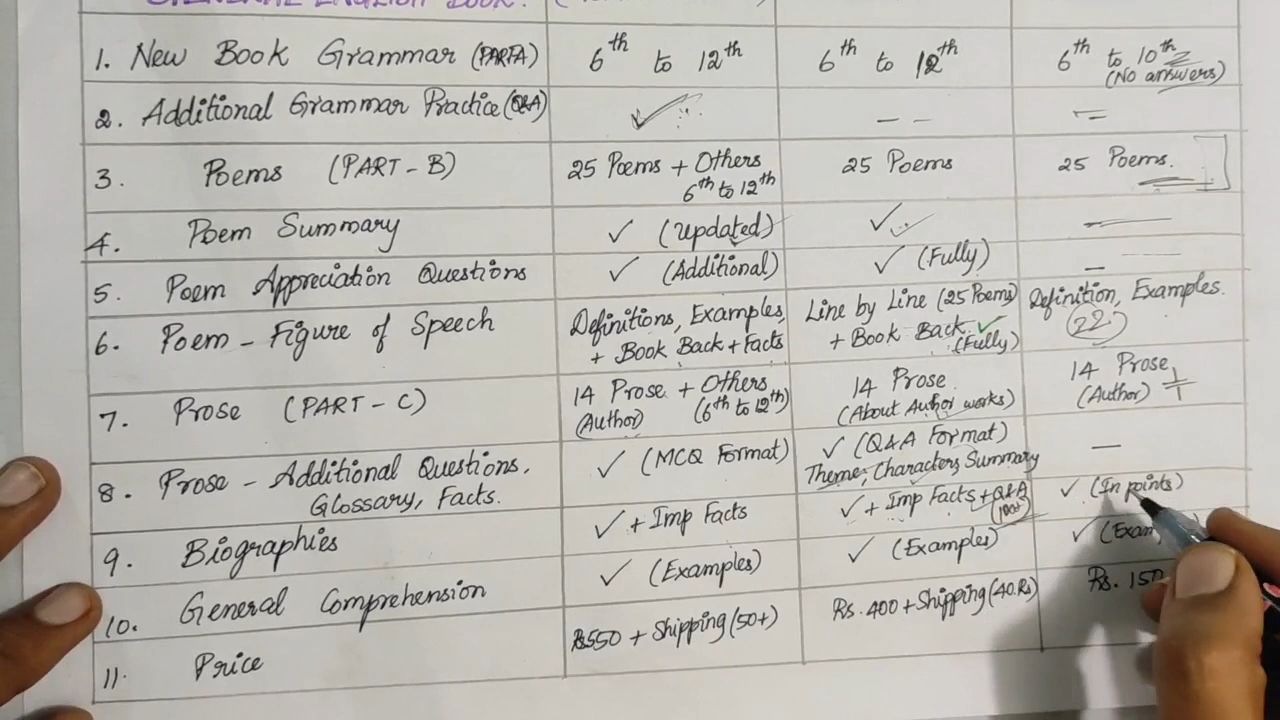 GENERAL ENGLISH BOOK.
1. New Book Grammar (PART A) 6th to 12th 6th to 12th 6th to 10th
(No answers)
2. Additional Grammar Practice (Q&A) ✓ -- =
3. Poems (PART-B) 25 Poems + Others 25 Poems 25 Poems.
6th to 12th
4. Poem Summary ✓ (Updated) ✓ —
5. Poem Appreciation Questions ✓ (Additional) ✓ (Fully) —
6. Poem - Figure of Speech Definitions, Examples, Line by Line (25 Poems) Definition, Examples.
+ Book Back + Facts + Book Back ✓ (22)
(Fully)
7. Prose (PART-C) 14 Prose + Others 14 Prose 14 Prose
(Author) (6th to 12th) (About Author works) (Author)
8. Prose - Additional Questions, ✓ (MCQ Format) ✓ (Q&A Format) —
Glossary, Facts. Theme, Characters, Summary
9. Biographies ✓ + Imp Facts ✓ + Imp Facts + Q&A ✓ (In points)
(100+)
10. General Comprehension ✓ (Examples) ✓ (Examples) ✓ (Exam
11. Price Rs550 + Shipping (50+) Rs.400 + Shipping (40.Rs) Rs. 150